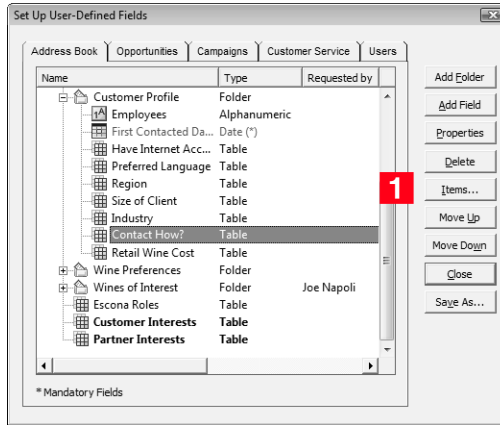 Set Up User-Defined Fields
Address Book Opportunities Campaigns Customer Service Users
Name Type Requested by
Customer Profile Folder
Employees Alphanumeric
First Contacted Da... Date (*)
Have Internet Acc... Table
Preferred Language Table
Region Table
Size of Client Table
Industry Table
Contact How? Table
Retail Wine Cost Table
Wine Preferences Folder
Wines of Interest Folder Joe Napoli
Escona Roles Table
Customer Interests Table
Partner Interests Table
* Mandatory Fields
Add Folder
Add Field
Properties
Delete
1 Items...
Move Up
Move Down
Close
Save As...